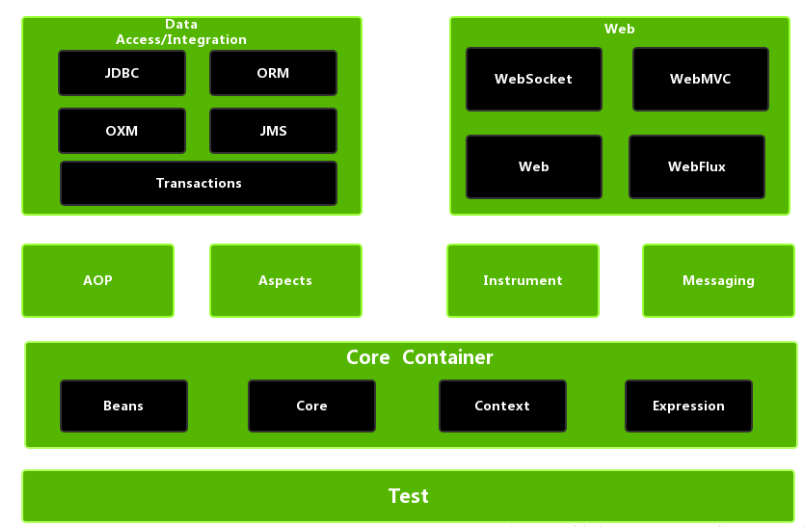 Data
Access/Integration
JDBC
ORM
OXM
JMS
Transactions
Web
WebSocket
WebMVC
Web
WebFlux
AOP
Aspects
Instrument
Messaging
Core Container
Beans
Core
Context
Expression
Test